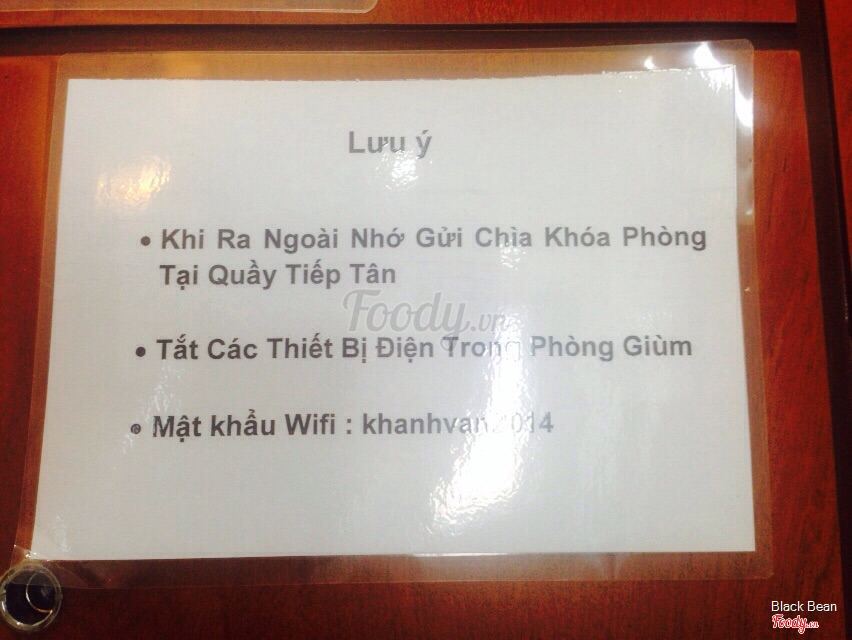 Lưu ý
• Khi Ra Ngoài Nhớ Gửi Chìa Khóa Phòng
Tại Quầy Tiếp Tân
Foody.vn
• Tắt Các Thiết Bị Điện Trong Phòng Giùm
• Mật khẩu Wifi : khanhvan2014
Black Bean
Foody.vn